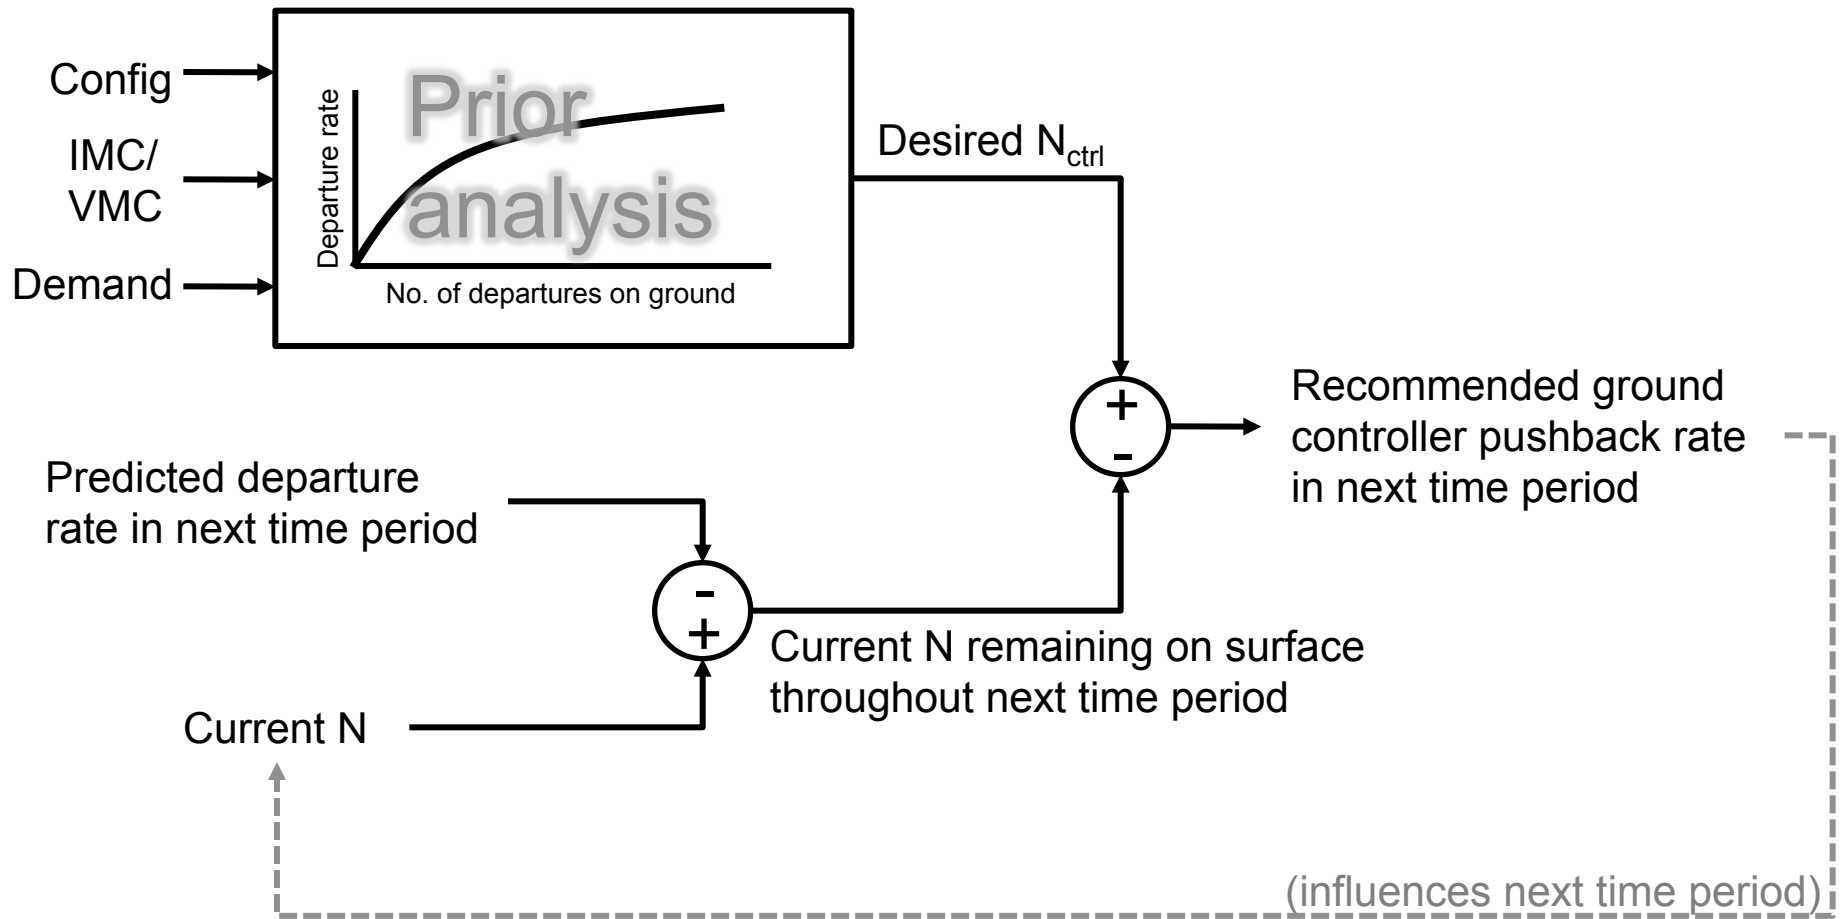 Config
IMC/
VMC
Demand
Departure rate
Prior
analysis
No. of departures on ground
Desired N_ctrl
+
-
Recommended ground
controller pushback rate
in next time period
Predicted departure
rate in next time period
-
+
Current N remaining on surface
throughout next time period
Current N
(influences next time period)